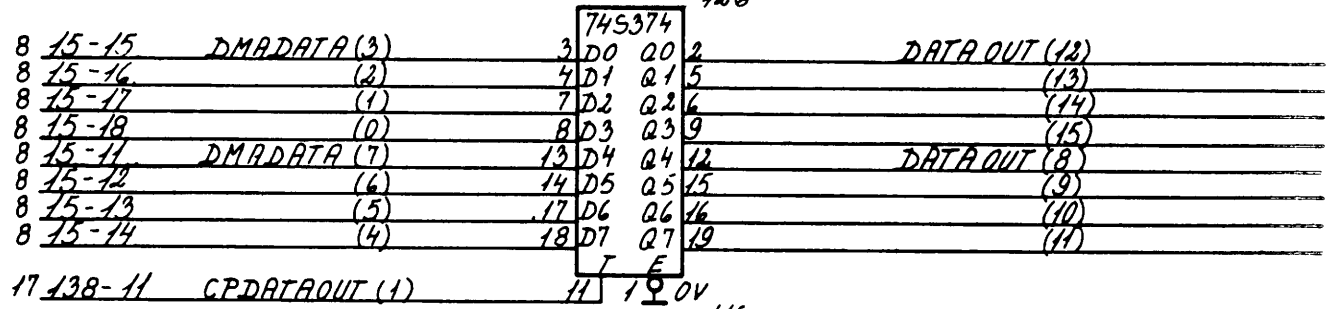 74S374
8 15-15 DMADATA (3) 3 D0 Q0 2 DATA OUT (12)
8 15-16 (2) 4 D1 Q1 5 (13)
8 15-17 (1) 7 D2 Q2 6 (14)
8 15-18 (0) 8 D3 Q3 9 (15)
8 15-11 DMADATA (7) 13 D4 Q4 12 DATA OUT (8)
8 15-12 (6) 14 D5 Q5 15 (9)
8 15-13 (5) 17 D6 Q6 16 (10)
8 15-14 (4) 18 D7 Q7 19 (11)
T E
17 138-11 CPDATAOUT (1) 11 1 0V